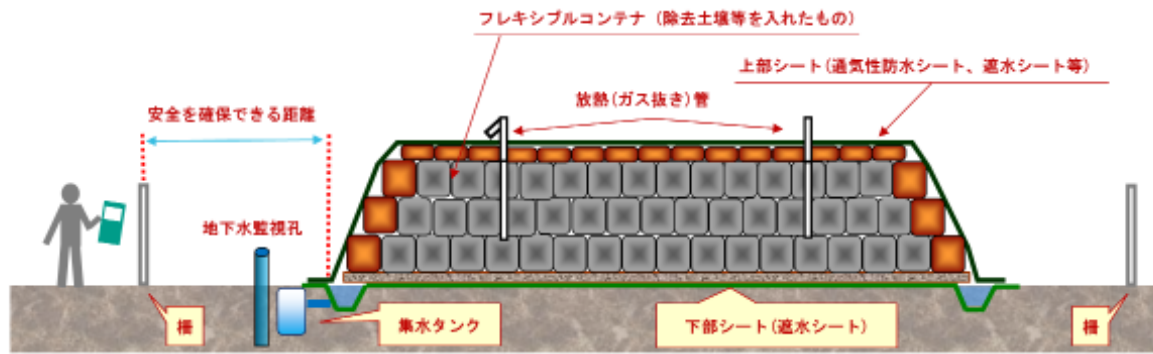 フレキシブルコンテナ（除去土壌等を入れたもの）
上部シート(通気性防水シート、遮水シート等)
放熱(ガス抜き)管
安全を確保できる距離
地下水監視孔
柵
集水タンク
下部シート(遮水シート)
柵